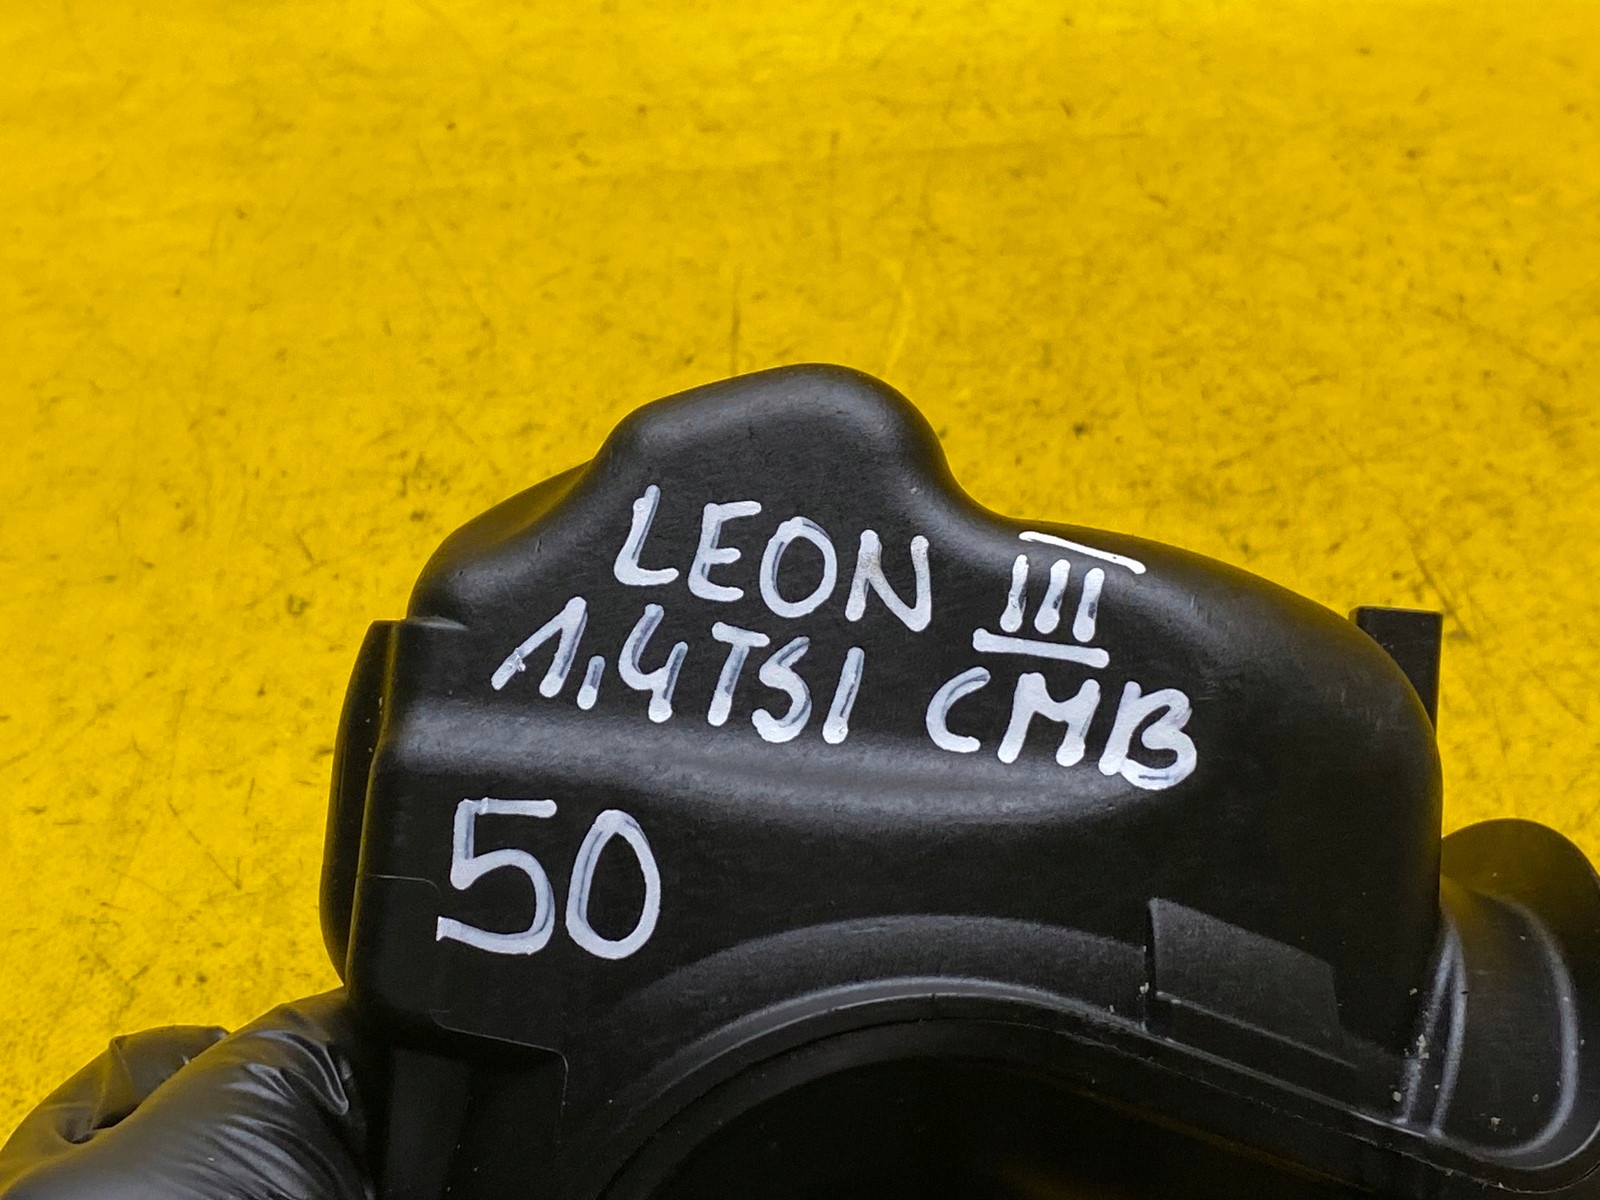 LEON III
1,4TSI CMB
50